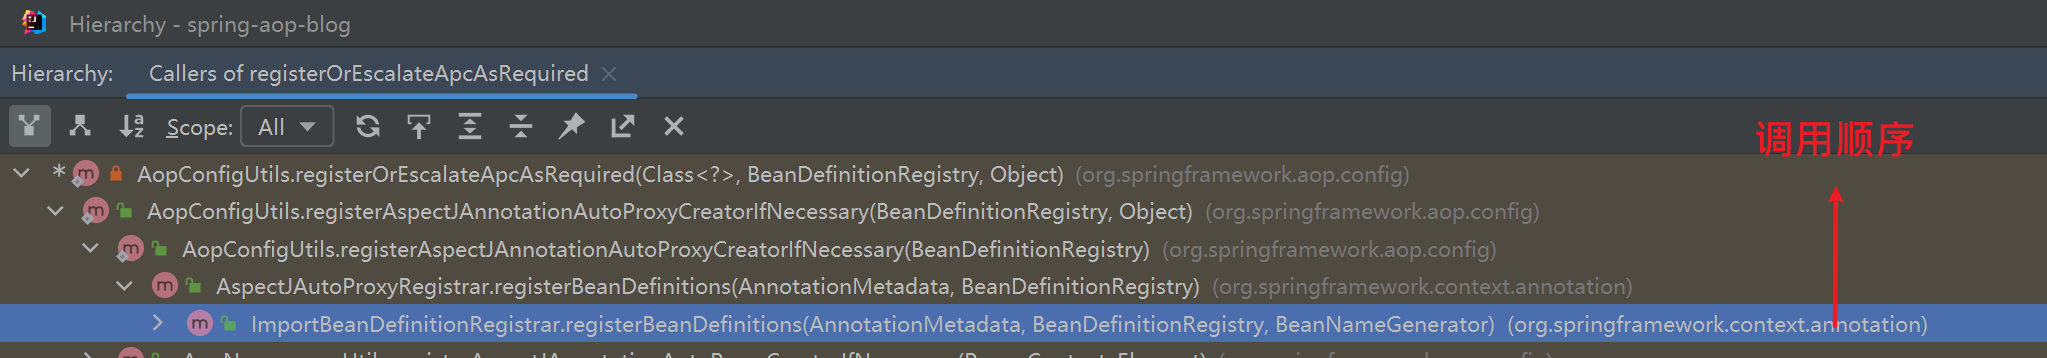 Hierarchy - spring-aop-blog
Hierarchy: Callers of registerOrEscalateApcAsRequired
Scope: All
调用顺序
AopConfigUtils.registerOrEscalateApcAsRequired(Class<?>, BeanDefinitionRegistry, Object) (org.springframework.aop.config)
AopConfigUtils.registerAspectJAnnotationAutoProxyCreatorIfNecessary(BeanDefinitionRegistry, Object) (org.springframework.aop.config)
AopConfigUtils.registerAspectJAnnotationAutoProxyCreatorIfNecessary(BeanDefinitionRegistry) (org.springframework.aop.config)
AspectJAutoProxyRegistrar.registerBeanDefinitions(AnnotationMetadata, BeanDefinitionRegistry) (org.springframework.context.annotation)
ImportBeanDefinitionRegistrar.registerBeanDefinitions(AnnotationMetadata, BeanDefinitionRegistry, BeanNameGenerator) (org.springframework.context.annotation)